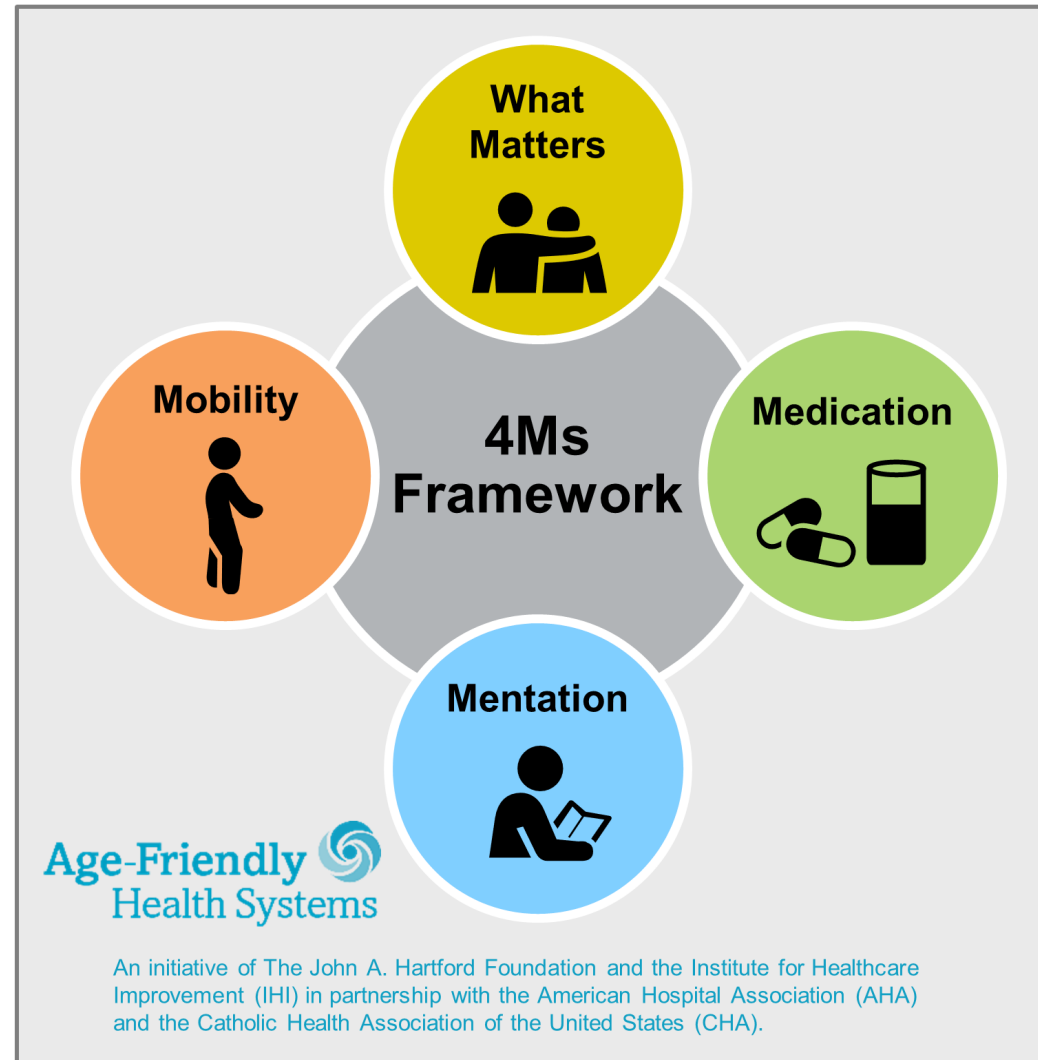 What
Matters
Mobility
4Ms
Framework
Medication
Mentation
Age-Friendly
Health Systems
An initiative of The John A. Hartford Foundation and the Institute for Healthcare
Improvement (IHI) in partnership with the American Hospital Association (AHA)
and the Catholic Health Association of the United States (CHA).